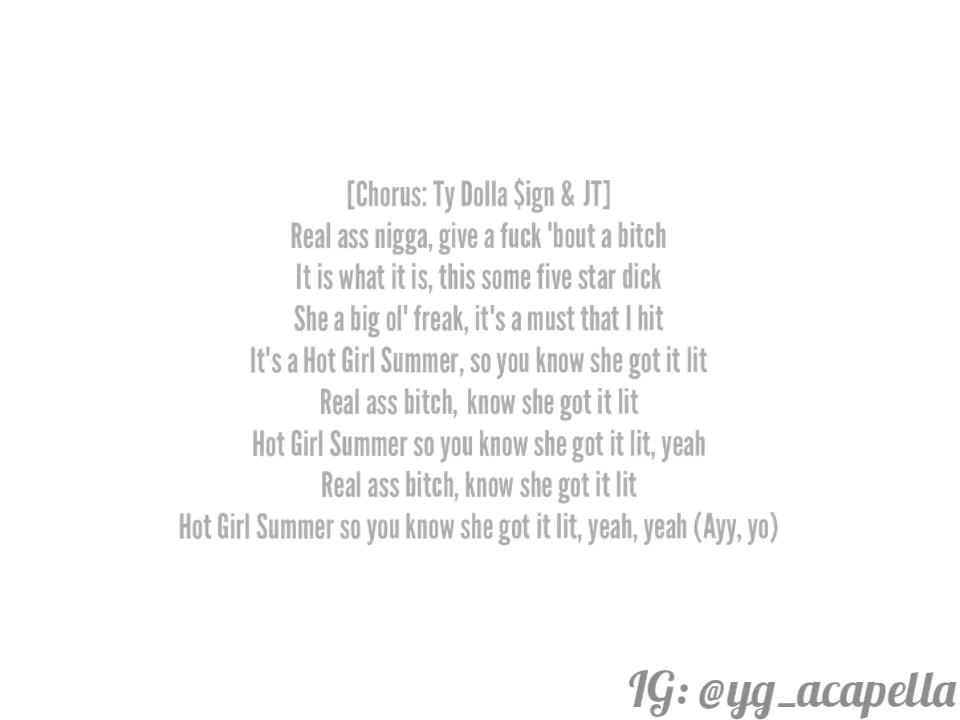 [Chorus: Ty Dolla $ign & JT]
Real ass nigga, give a fuck 'bout a bitch
It is what it is, this some five star dick
She a big ol' freak, it's a must that I hit
It's a Hot Girl Summer, so you know she got it lit
Real ass bitch, know she got it lit
Hot Girl Summer so you know she got it lit, yeah
Real ass bitch, know she got it lit
Hot Girl Summer so you know she got it lit, yeah, yeah (Ayy, yo)
IG: @yg_acapella